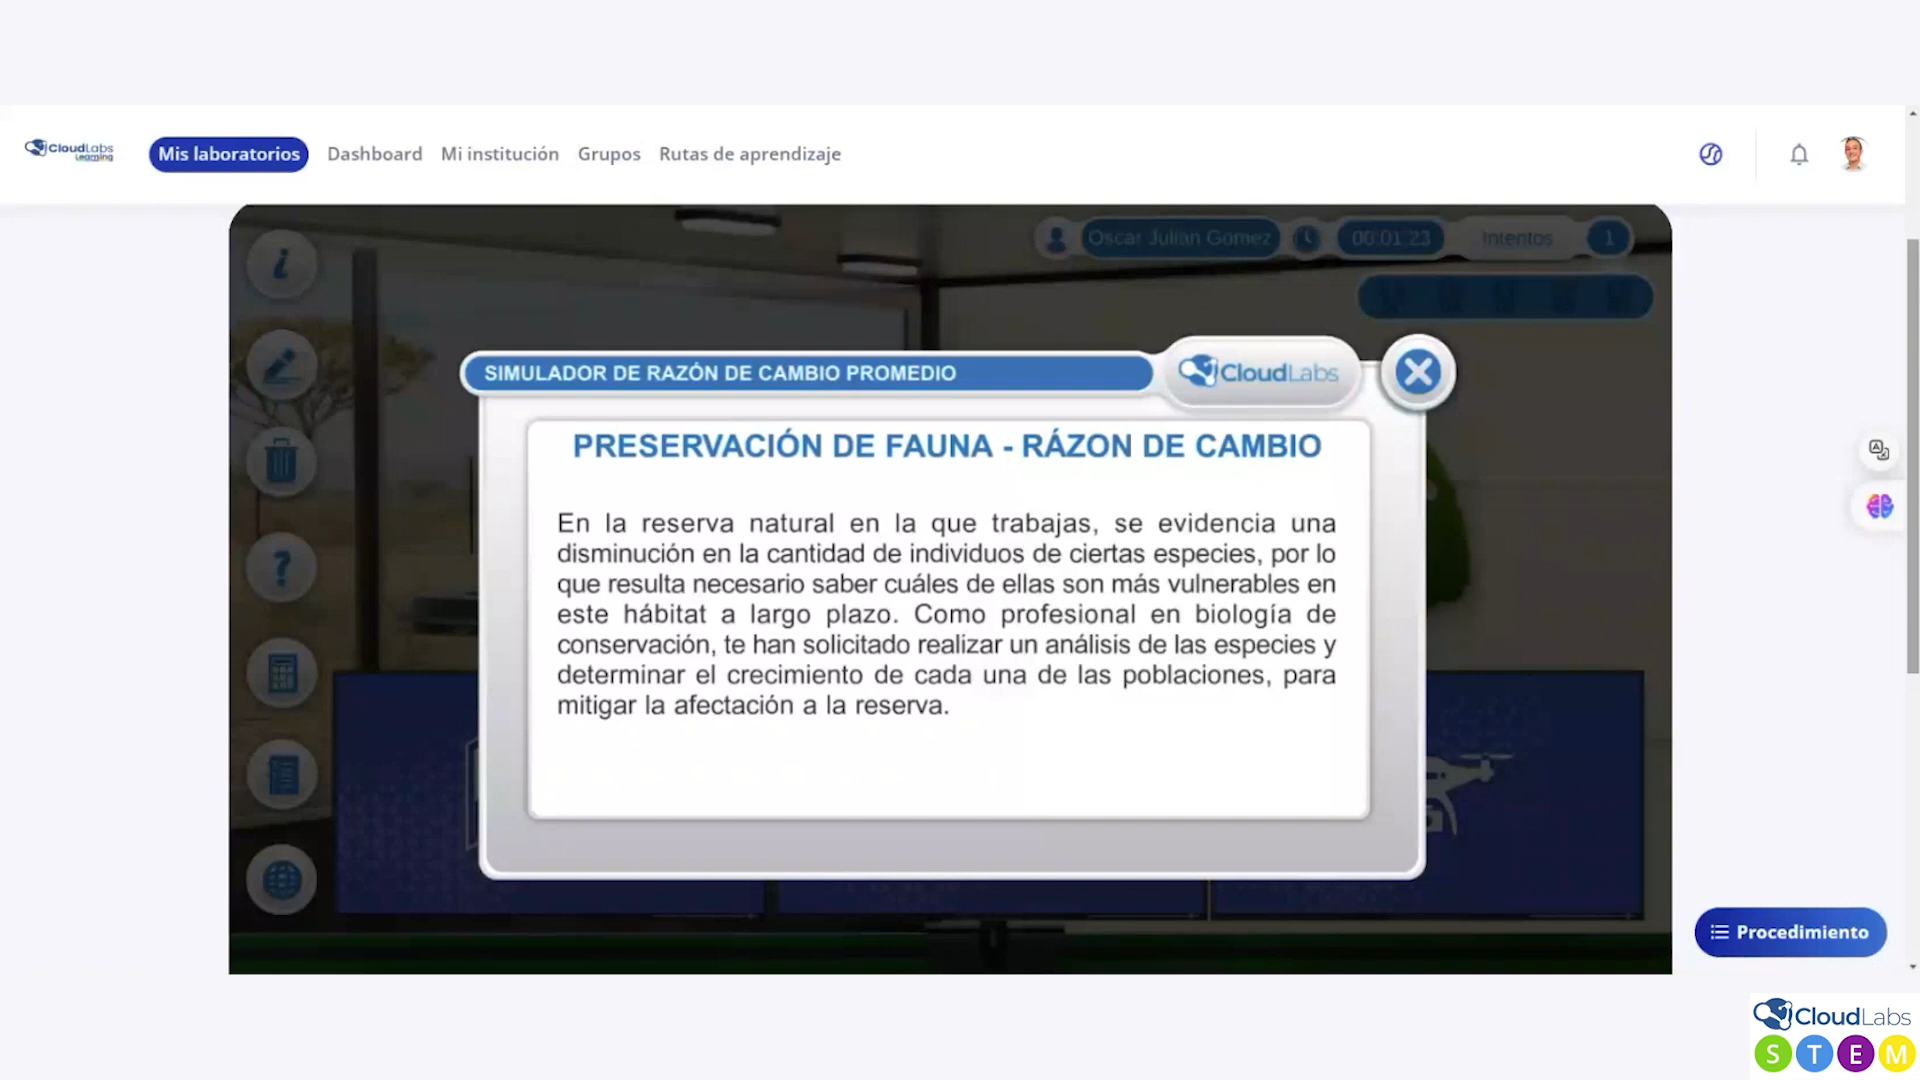 CloudLabs
Learning
Mis laboratorios
Dashboard
Mi institución
Grupos
Rutas de aprendizaje
Oscar Julian Gomez
00:01:23
Intentos
1
SIMULADOR DE RAZÓN DE CAMBIO PROMEDIO
CloudLabs
PRESERVACIÓN DE FAUNA - RÁZON DE CAMBIO
En la reserva natural en la que trabajas, se evidencia una
disminución en la cantidad de individuos de ciertas especies, por lo
que resulta necesario saber cuáles de ellas son más vulnerables en
este hábitat a largo plazo. Como profesional en biología de
conservación, te han solicitado realizar un análisis de las especies y
determinar el crecimiento de cada una de las poblaciones, para
mitigar la afectación a la reserva.
Procedimiento
CloudLabs
S T E M